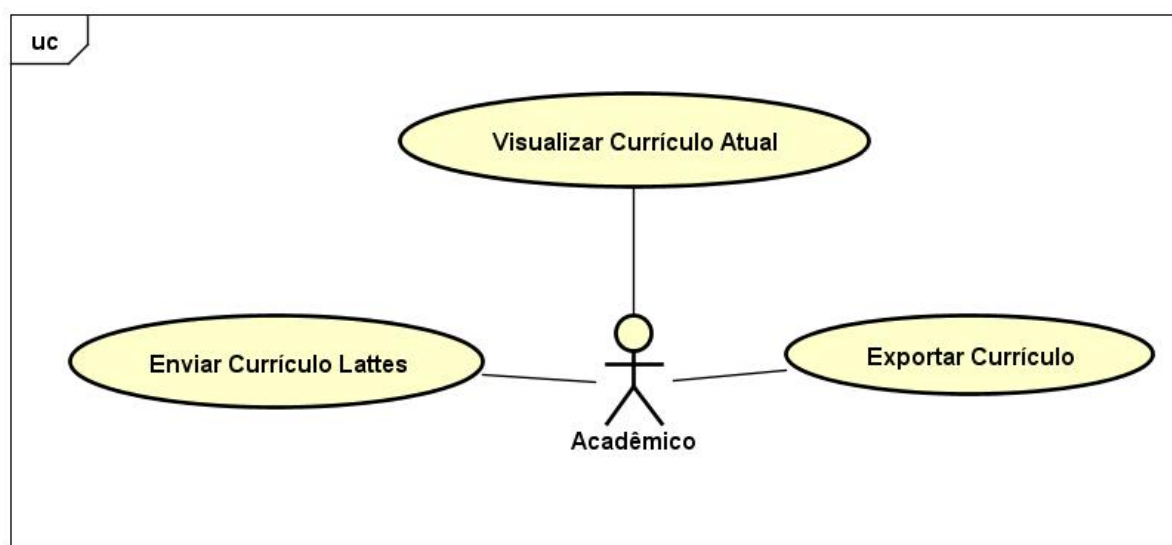 uc
Visualizar Currículo Atual
Enviar Currículo Lattes
Exportar Currículo
Acadêmico